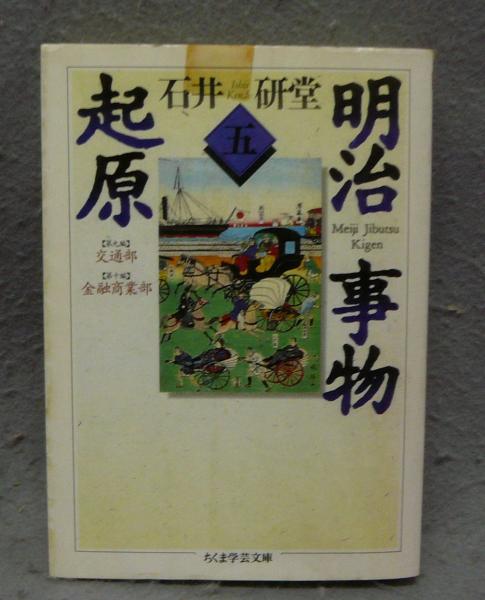 石井研堂
Ishii
Kendō
明治事物
起原
Meiji Jibutsu
Kigen
五
【第九編】
交通部
【第十編】
金融商業部
ちくま学芸文庫